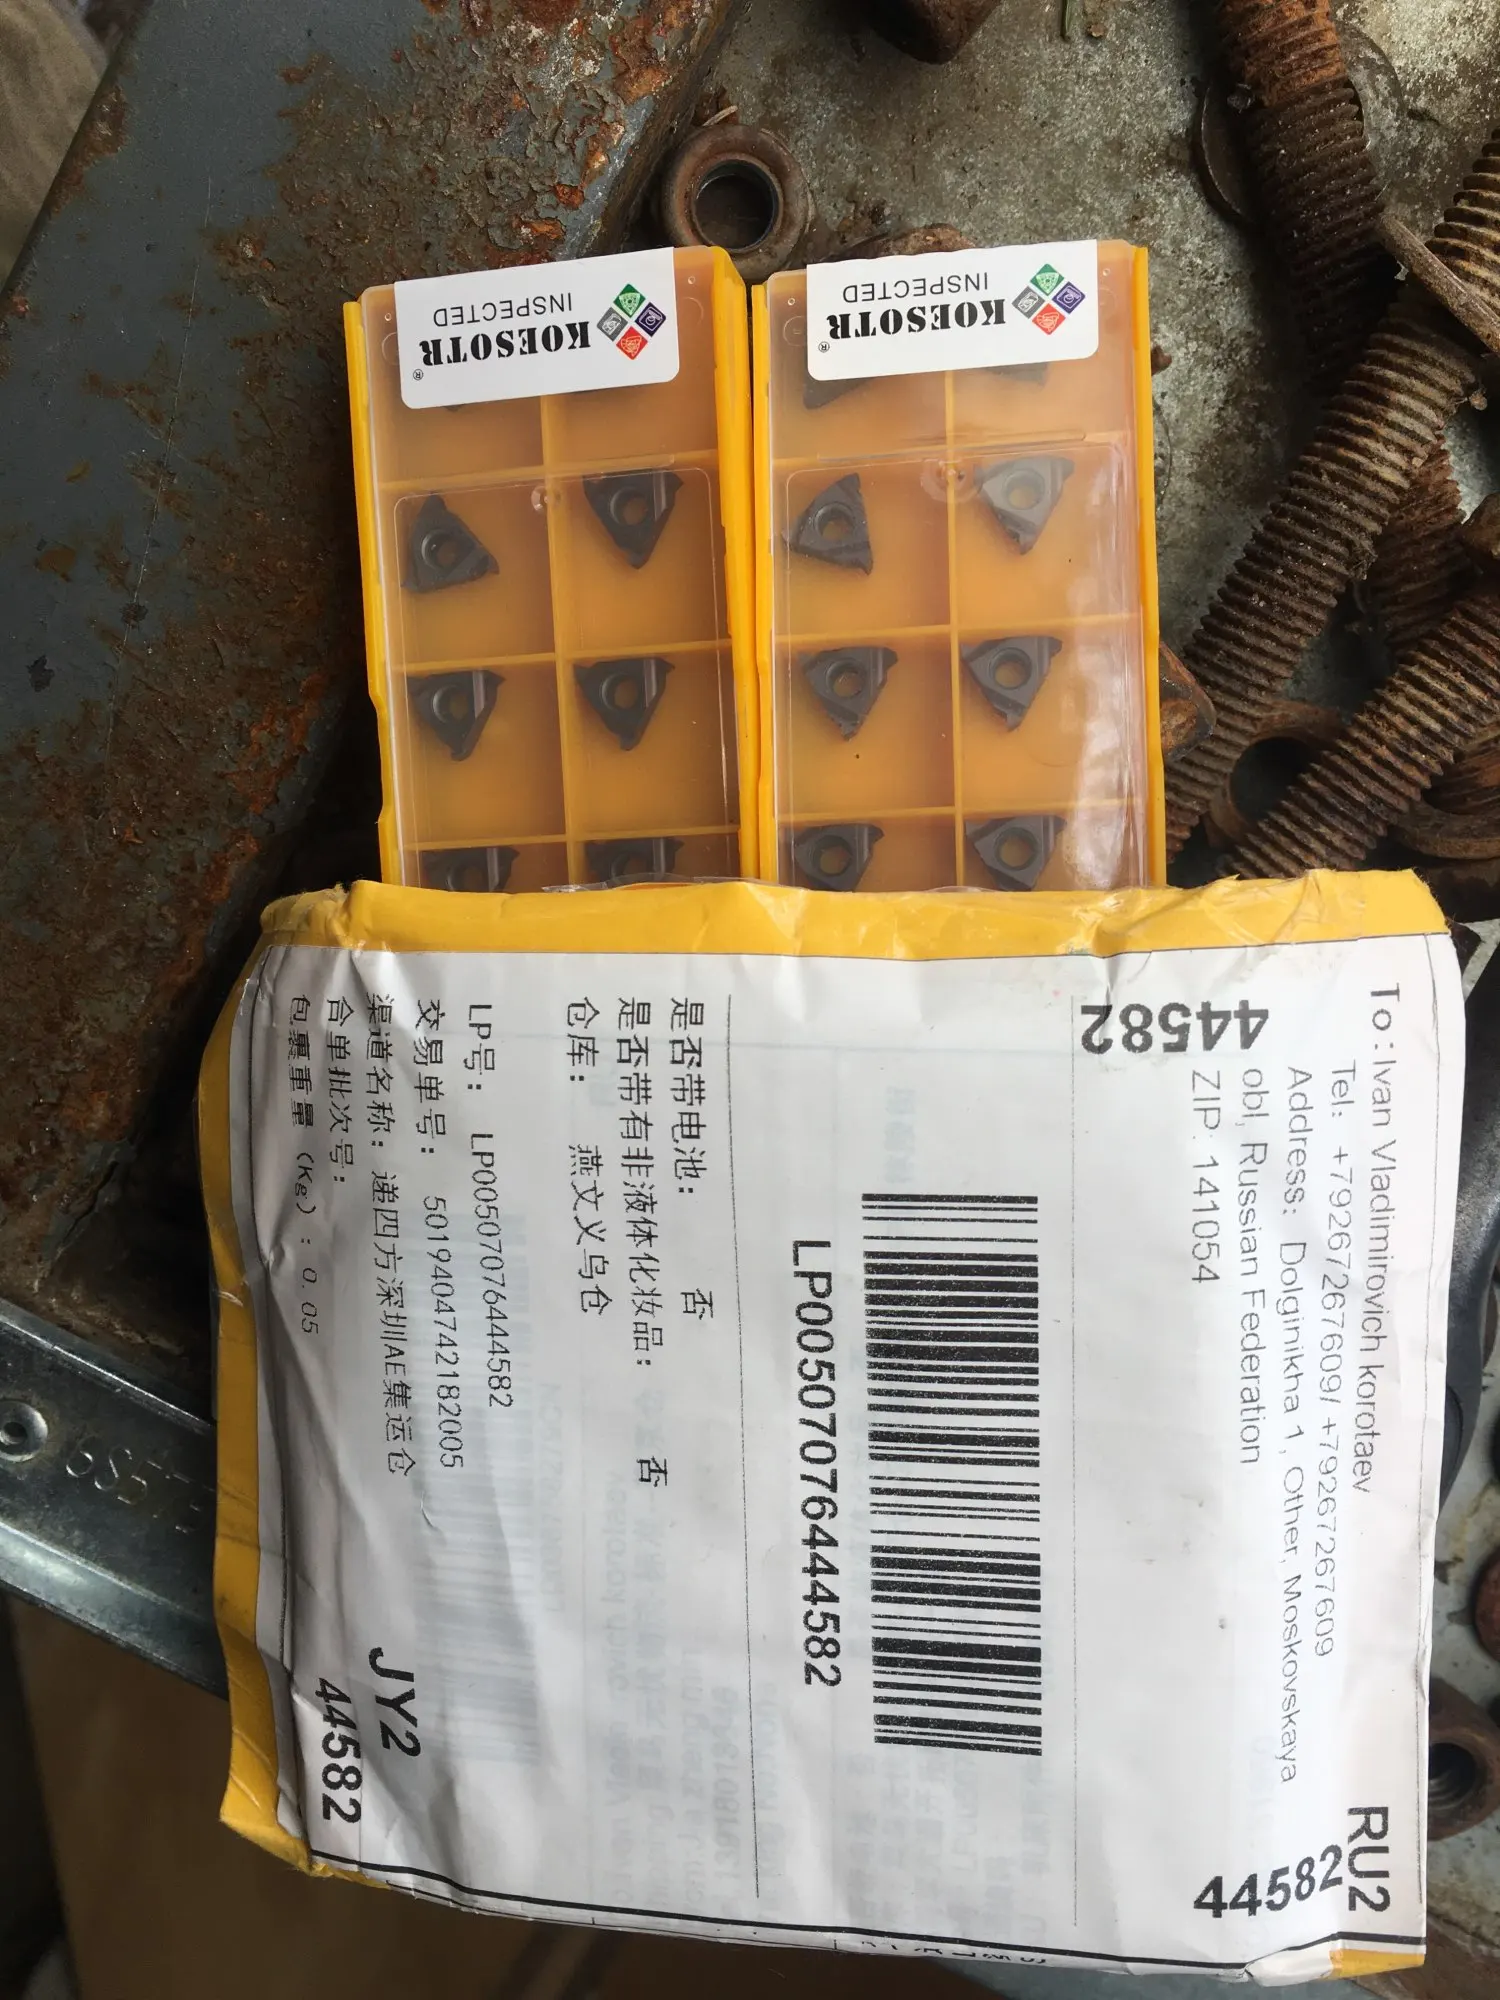 KOESOTR®
INSPECTED
KOESOTR®
INSPECTED
To:Ivan Vladimirovich korotaev
RU2
Tel: +79267267609/ +79267267609
44582
Address: Dolginikha 1, Other, Moskovskaya
obl, Russian Federation
44582
ZIP: 141054
LP00507076444582
是否带电池: 否
是否带有非液体化妆品: 否
仓库: 燕文义乌仓
LP号: LP00507076444582
交易单号: 5019404742182005
渠道名称: 递四方深圳AE集运仓
JY2
合单批次号:
44582
包裹重量(Kg): 0.05